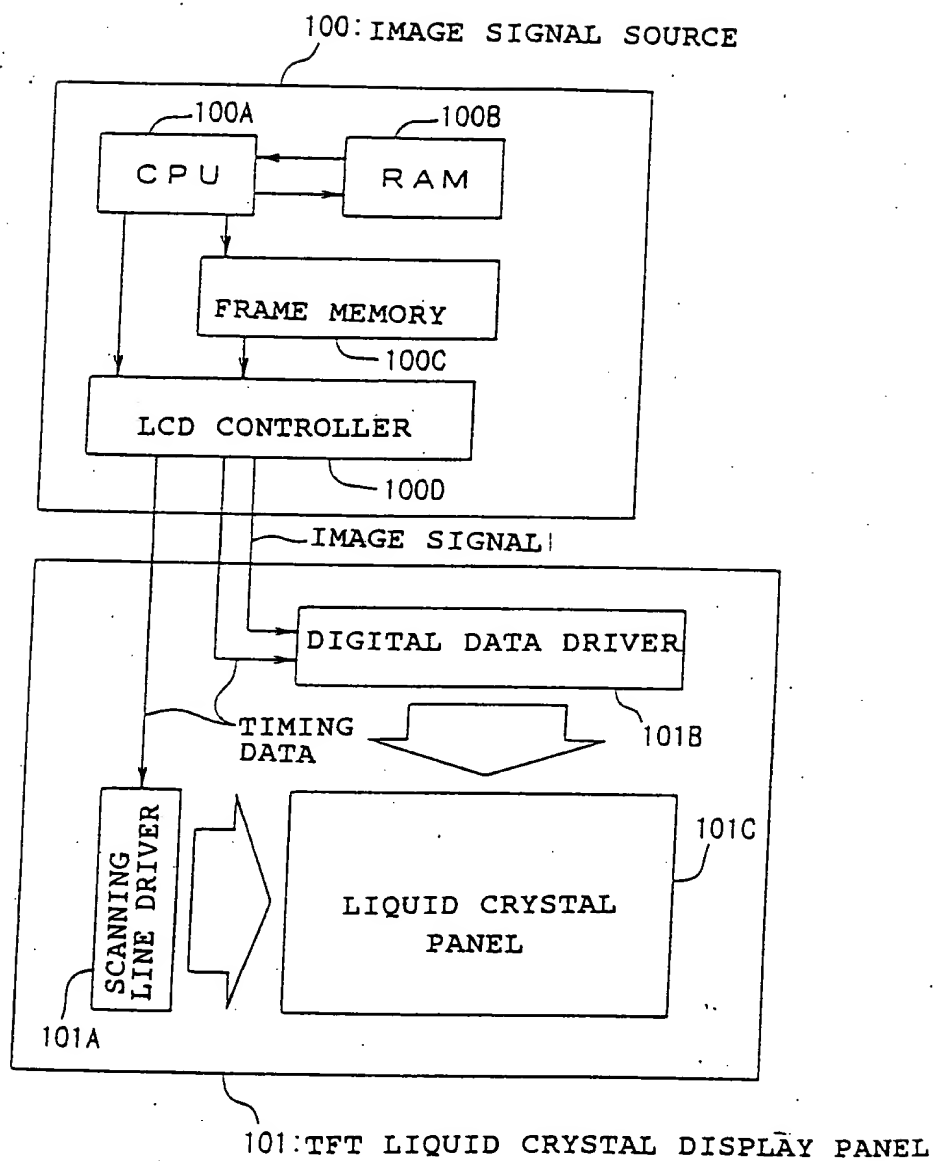 100:IMAGE SIGNAL SOURCE
100A
100B
CPU
RAM
FRAME MEMORY
100C
LCD CONTROLLER
100D
IMAGE SIGNAL
DIGITAL DATA DRIVER
101B
TIMING
DATA
SCANNING
LINE DRIVER
101A
101C
LIQUID CRYSTAL
PANEL
101:TFT LIQUID CRYSTAL DISPLAY PANEL